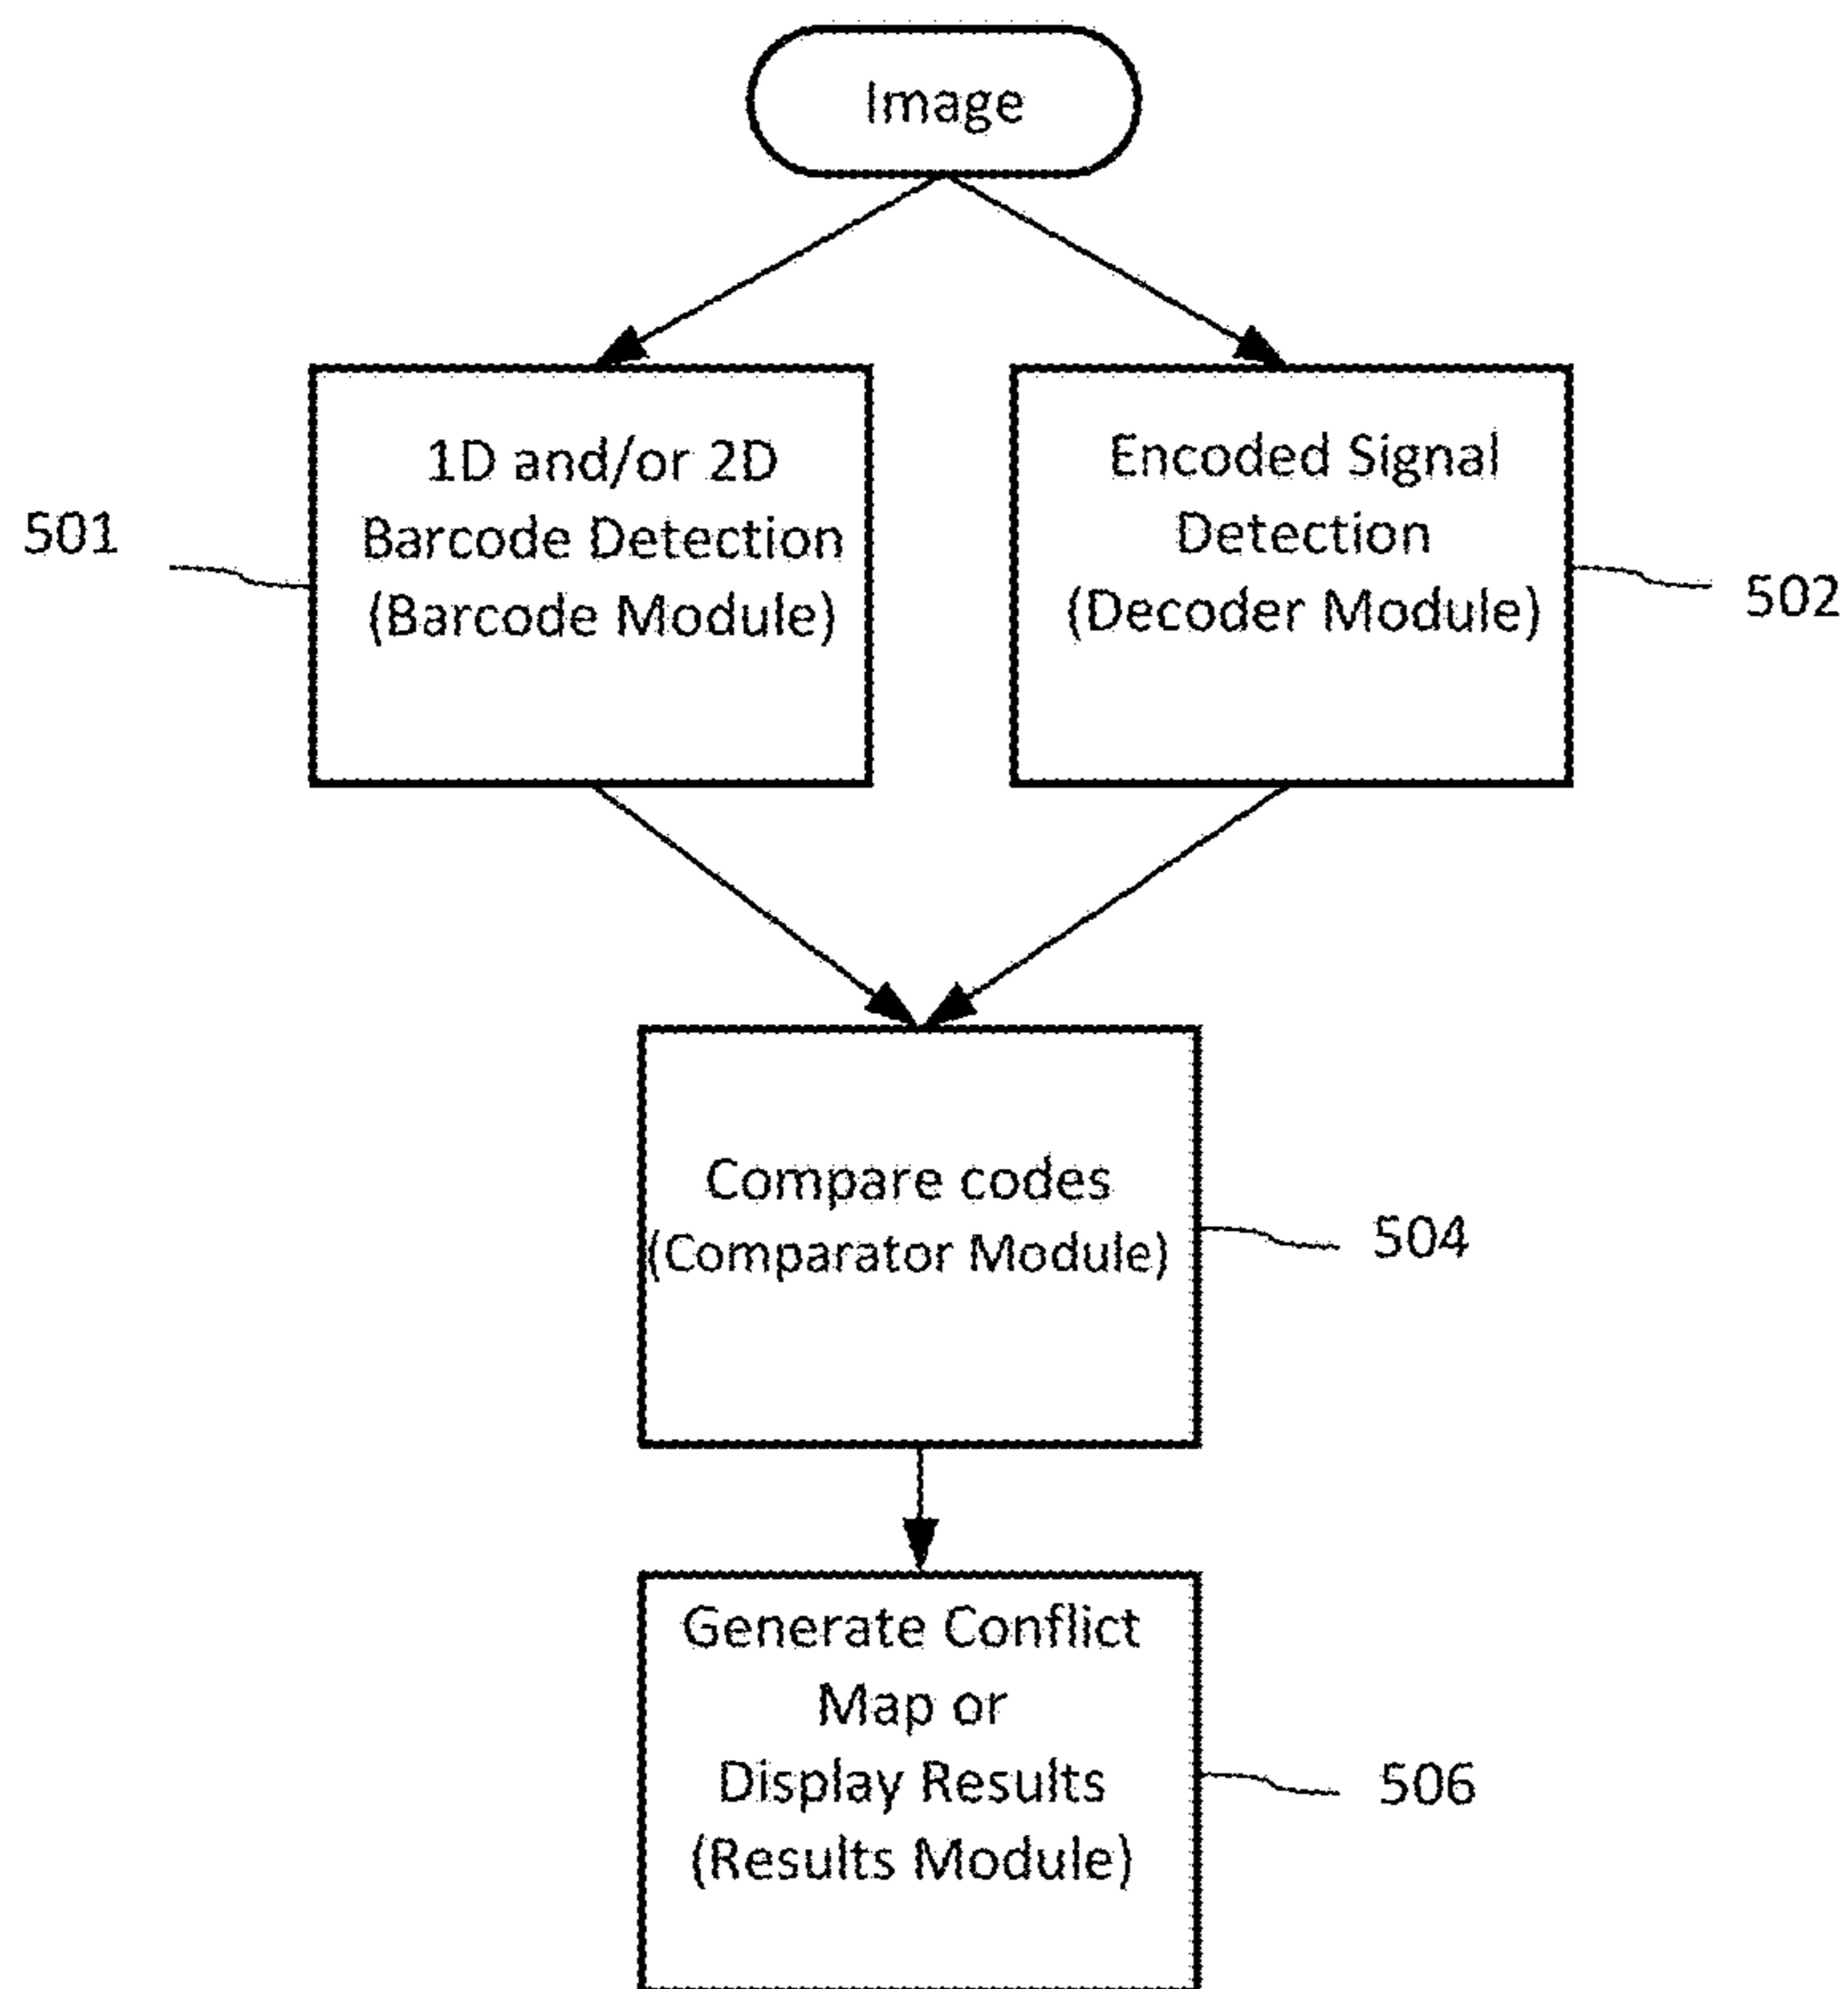 Image
1D and/or 2D
Barcode Detection
(Barcode Module)
501
Encoded Signal
Detection
(Decoder Module)
502
Compare codes
(Comparator Module)
504
Generate Conflict
Map or
Display Results
(Results Module)
506